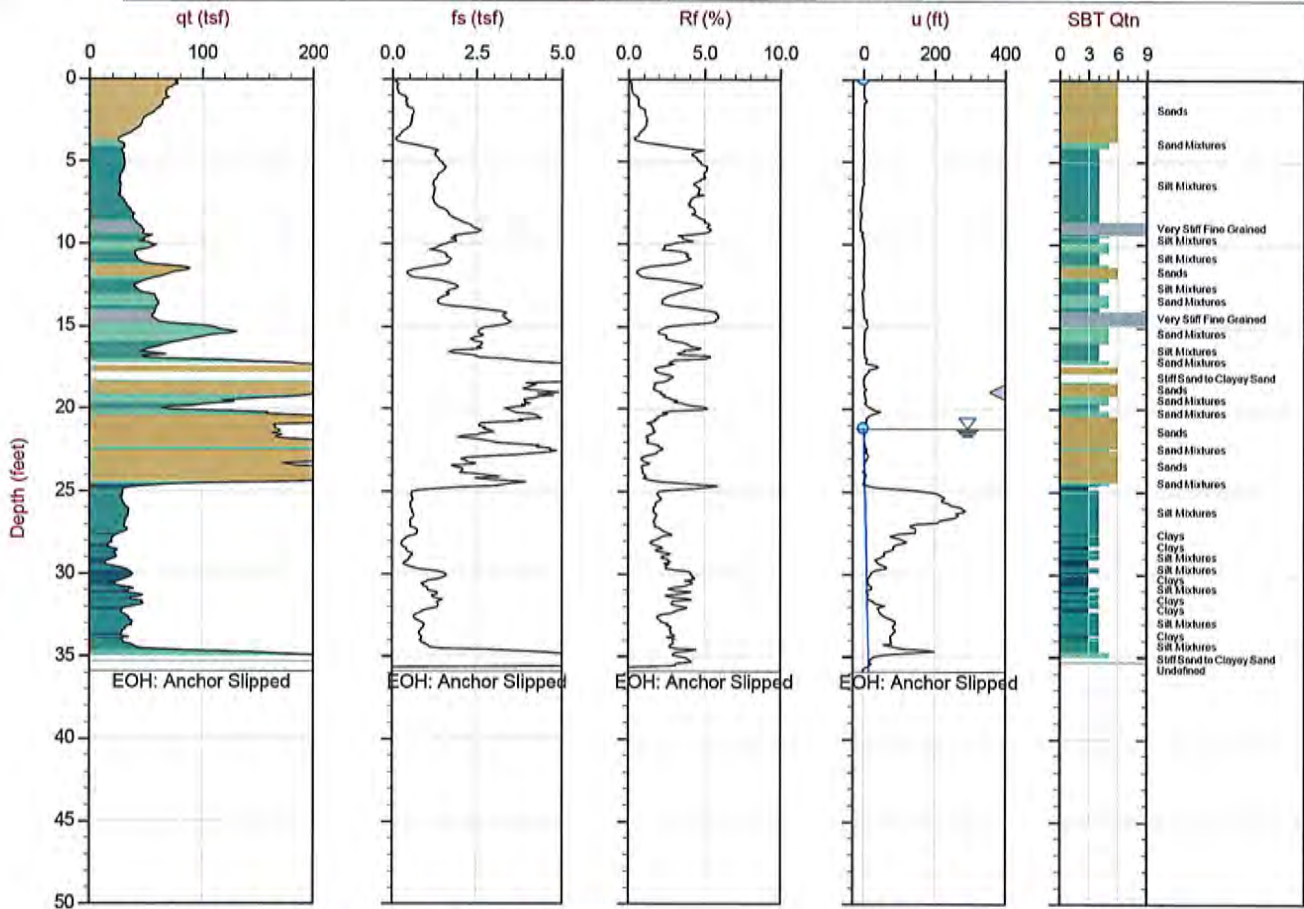 qt (tsf)
fs (tsf)
Rf (%)
u (ft)
SBT Qtn
0 100 200
0.0 2.5 5.0
0.0 5.0 10.0
0 200 400
0 3 6 9
Depth (feet)
0
5
10
15
20
25
30
35
40
45
50
Sands
Sand Mixtures
Silt Mixtures
Very Stiff Fine Grained
Silt Mixtures
Silt Mixtures
Sands
Silt Mixtures
Sand Mixtures
Very Stiff Fine Grained
Sand Mixtures
Silt Mixtures
Sand Mixtures
Stiff Sand to Clayey Sand
Sands
Sand Mixtures
Sand Mixtures
Sands
Sand Mixtures
Sands
Sand Mixtures
Silt Mixtures
Clays
Clays
Silt Mixtures
Silt Mixtures
Clays
Silt Mixtures
Clays
Clays
Silt Mixtures
Clays
Silt Mixtures
Stiff Sand to Clayey Sand
Undefined
EOH: Anchor Slipped
EOH: Anchor Slipped
EOH: Anchor Slipped
EOH: Anchor Slipped